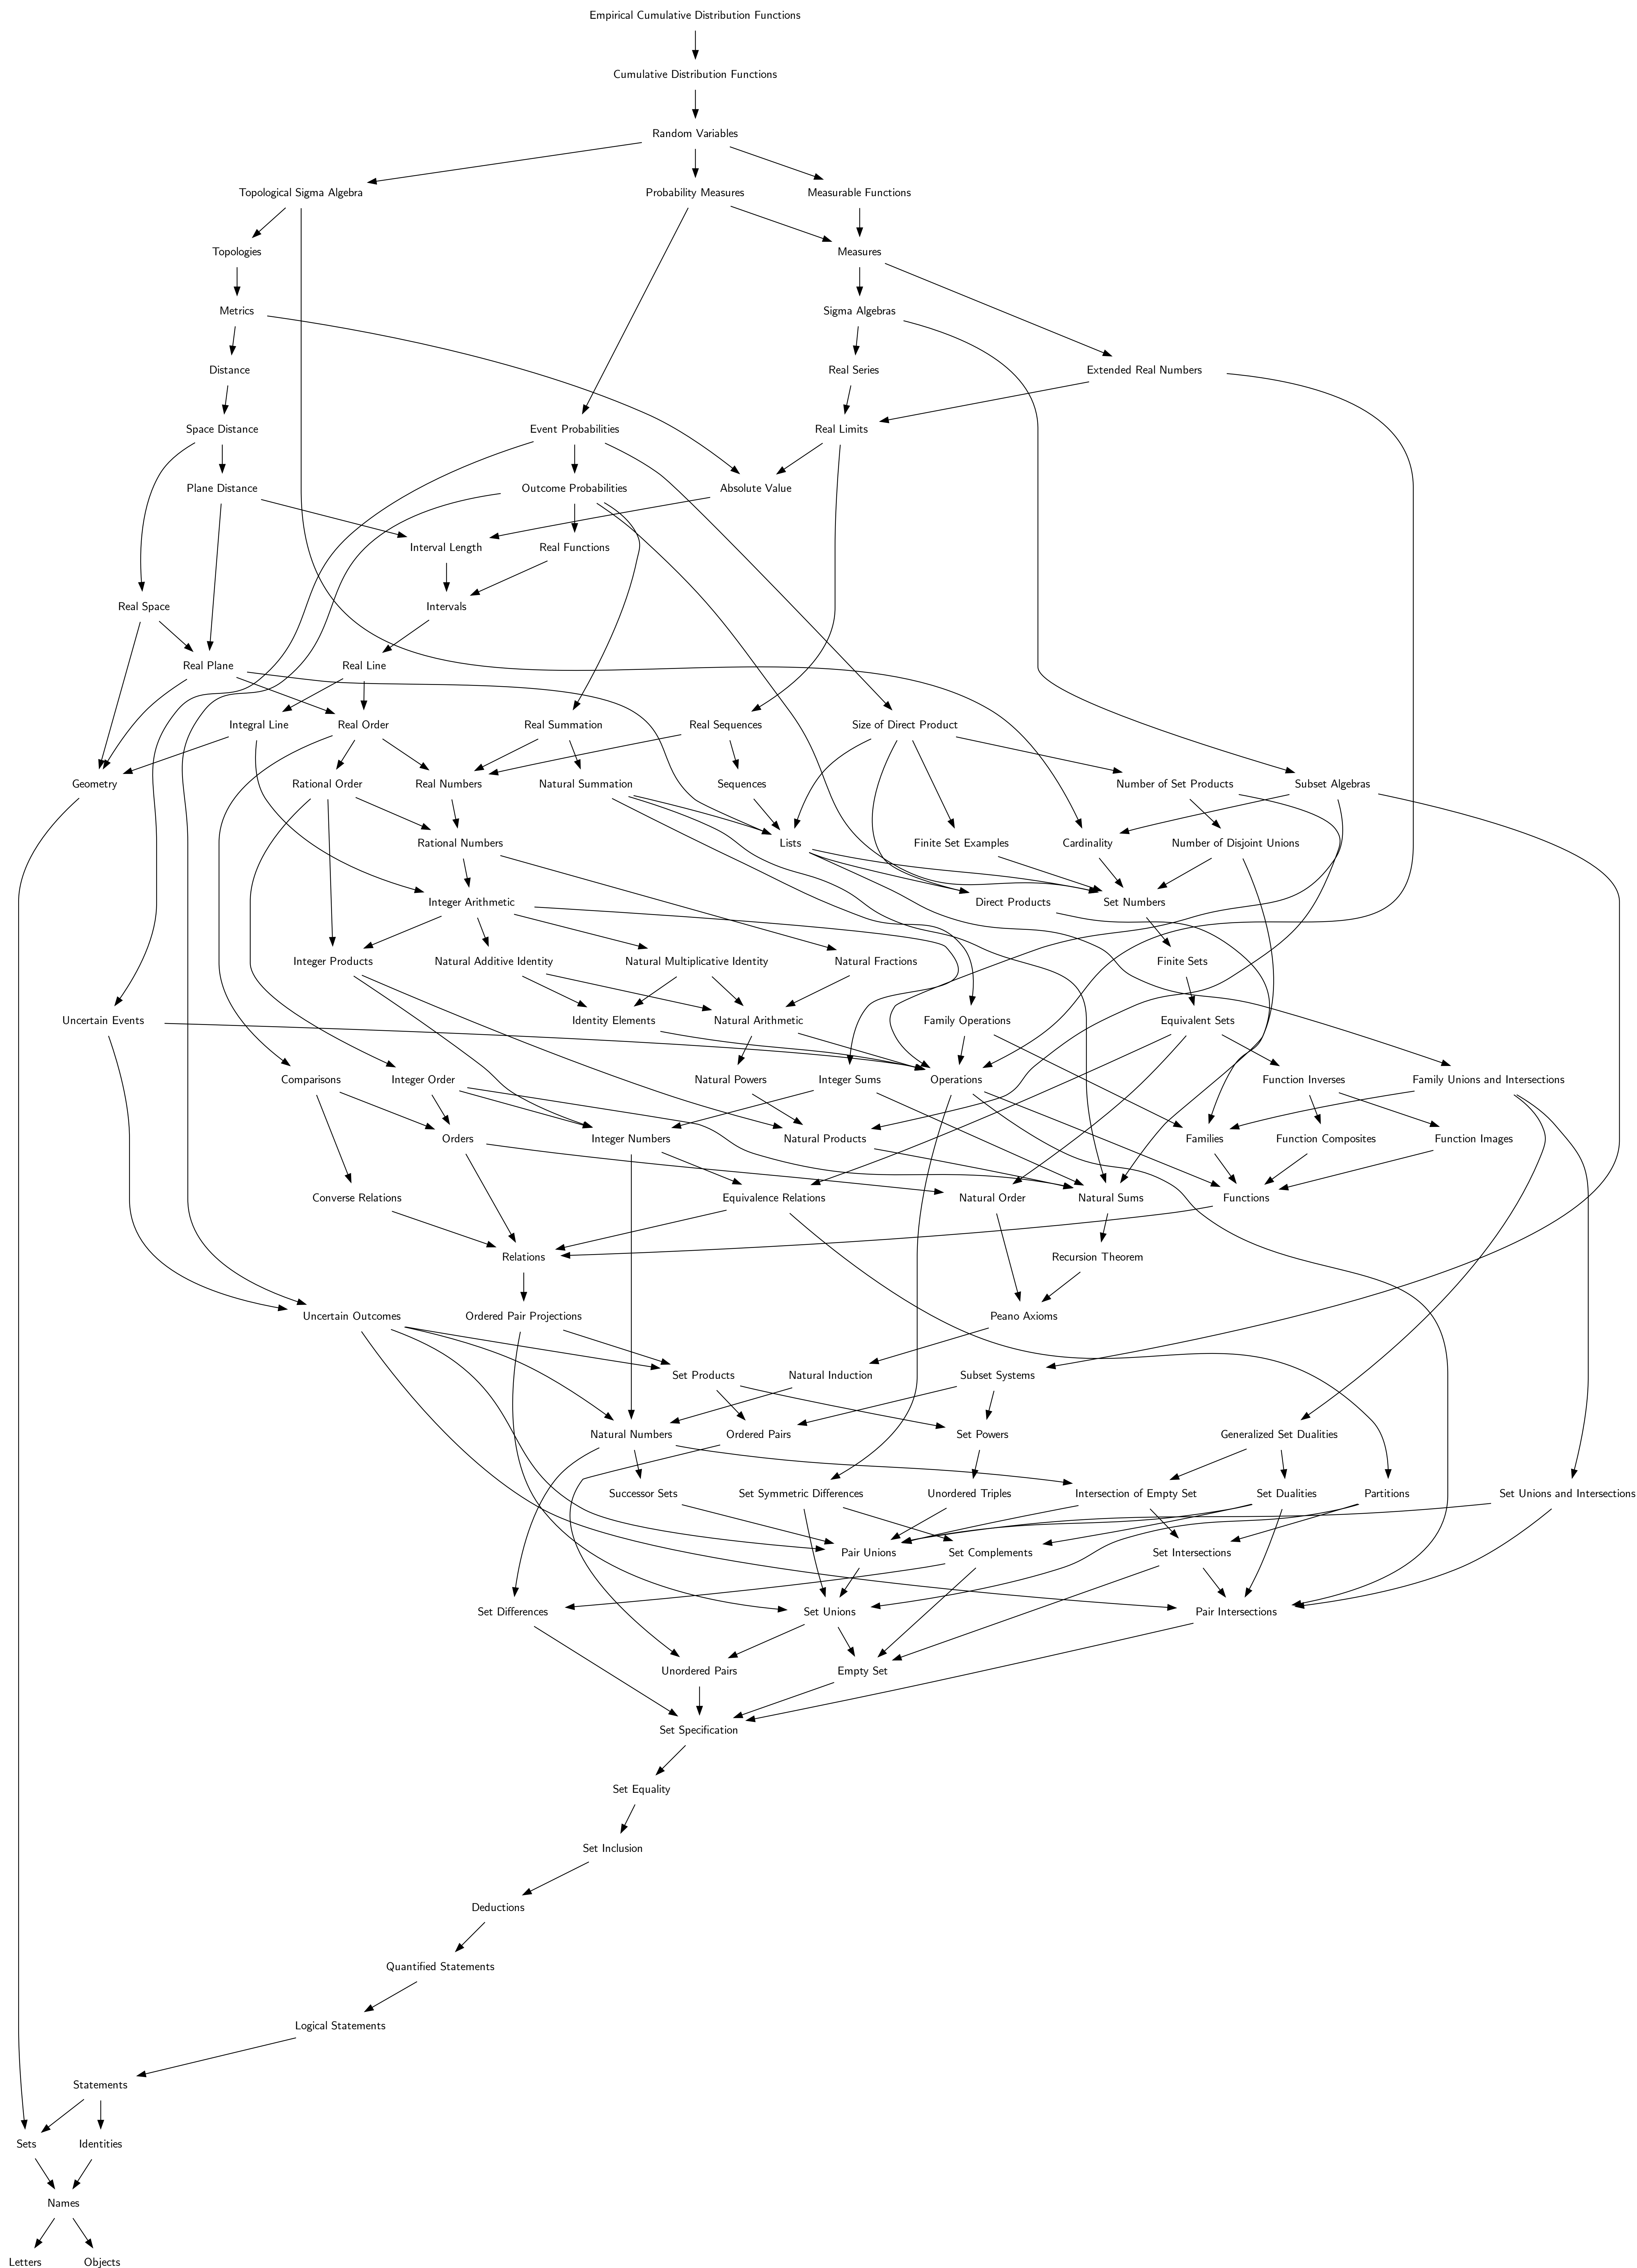 Empirical Cumulative Distribution Functions
Cumulative Distribution Functions
Random Variables
Topological Sigma Algebra
Probability Measures
Measurable Functions
Topologies
Measures
Metrics
Sigma Algebras
Distance
Real Series
Extended Real Numbers
Space Distance
Event Probabilities
Real Limits
Plane Distance
Outcome Probabilities
Absolute Value
Interval Length
Real Functions
Real Space
Intervals
Real Plane
Real Line
Integral Line
Real Order
Real Summation
Real Sequences
Size of Direct Product
Geometry
Rational Order
Real Numbers
Natural Summation
Sequences
Number of Set Products
Subset Algebras
Rational Numbers
Lists
Finite Set Examples
Cardinality
Number of Disjoint Unions
Integer Arithmetic
Direct Products
Set Numbers
Integer Products
Natural Additive Identity
Natural Multiplicative Identity
Natural Fractions
Finite Sets
Uncertain Events
Identity Elements
Natural Arithmetic
Family Operations
Equivalent Sets
Comparisons
Integer Order
Natural Powers
Integer Sums
Operations
Function Inverses
Family Unions and Intersections
Orders
Integer Numbers
Natural Products
Families
Function Composites
Function Images
Converse Relations
Equivalence Relations
Natural Order
Natural Sums
Functions
Relations
Recursion Theorem
Uncertain Outcomes
Ordered Pair Projections
Peano Axioms
Set Products
Natural Induction
Subset Systems
Natural Numbers
Ordered Pairs
Set Powers
Generalized Set Dualities
Successor Sets
Set Symmetric Differences
Unordered Triples
Intersection of Empty Set
Set Dualities
Partitions
Set Unions and Intersections
Pair Unions
Set Complements
Set Intersections
Set Differences
Set Unions
Pair Intersections
Unordered Pairs
Empty Set
Set Specification
Set Equality
Set Inclusion
Deductions
Quantified Statements
Logical Statements
Statements
Sets
Identities
Names
Letters
Objects